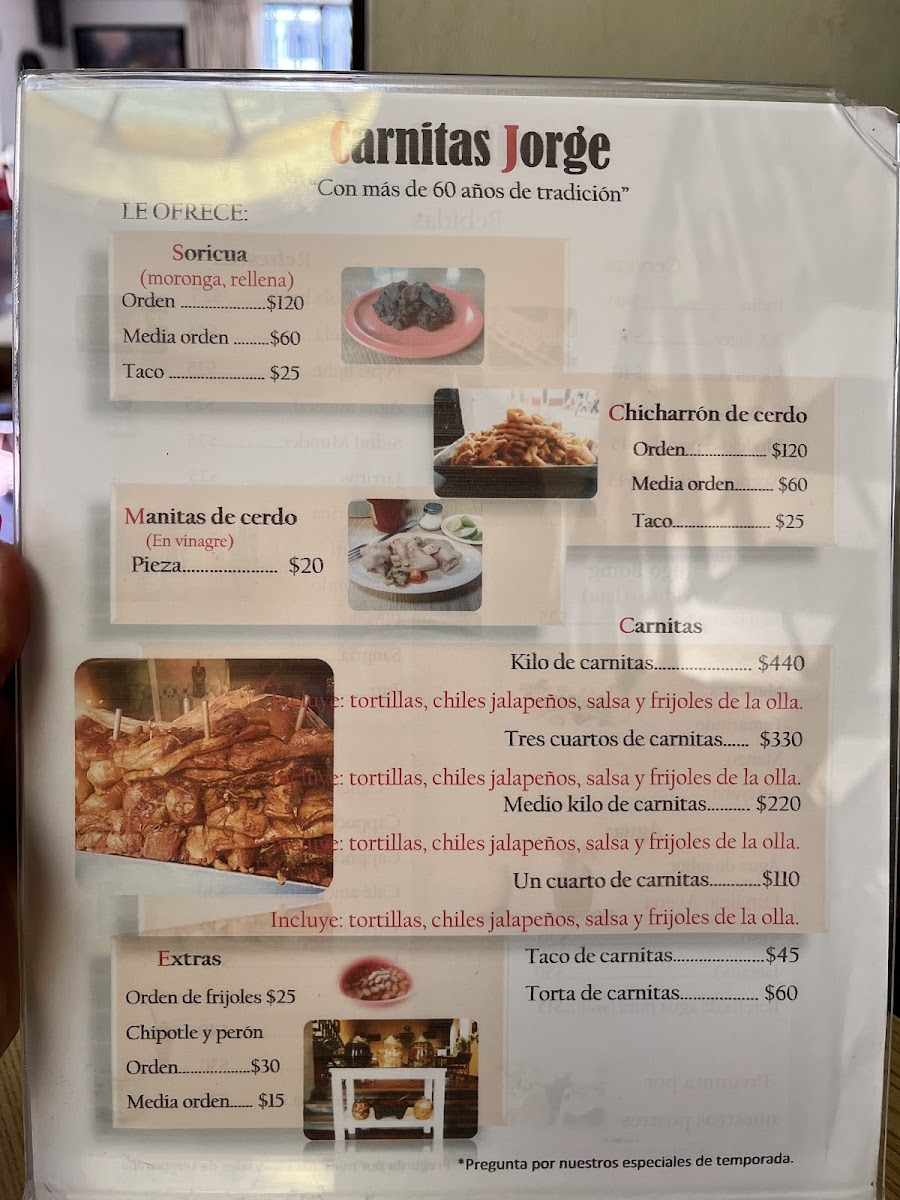 Carnitas Jorge
"Con más de 60 años de tradición"
LE OFRECE:
Soricua
(moronga, rellena)
Orden ......................$120
Media orden .........$60
Taco ......................... $25
Chicharrón de cerdo
Orden..................... $120
Media orden.......... $60
Taco......................... $25
Manitas de cerdo
(En vinagre)
Pieza...................... $20
Carnitas
Kilo de carnitas.................... $440
Incluye: tortillas, chiles jalapeños, salsa y frijoles de la olla.
Tres cuartos de carnitas...... $330
Incluye: tortillas, chiles jalapeños, salsa y frijoles de la olla.
Medio kilo de carnitas.......... $220
Incluye: tortillas, chiles jalapeños, salsa y frijoles de la olla.
Un cuarto de carnitas............$110
Incluye: tortillas, chiles jalapeños, salsa y frijoles de la olla.
Taco de carnitas.......................$45
Torta de carnitas................. $60
Extras
Orden de frijoles $25
Chipotle y perón
Orden..................$30
Media orden...... $15
*Pregunta por nuestros especiales de temporada.